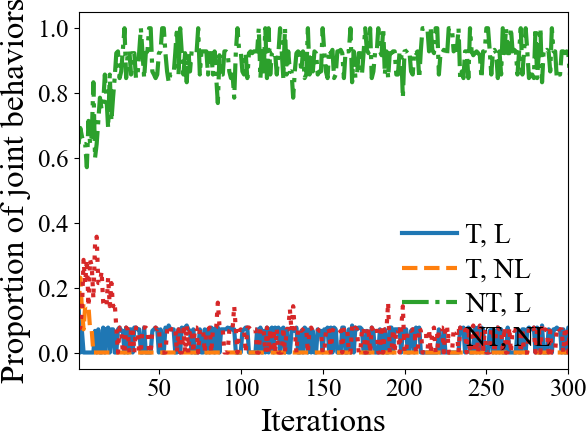 Proportion of joint behaviors
1.0
0.8
0.6
0.4
0.2
0.0
T, L
T, NL
NT, L
NT, NL
50 100 150 200 250 300
Iterations